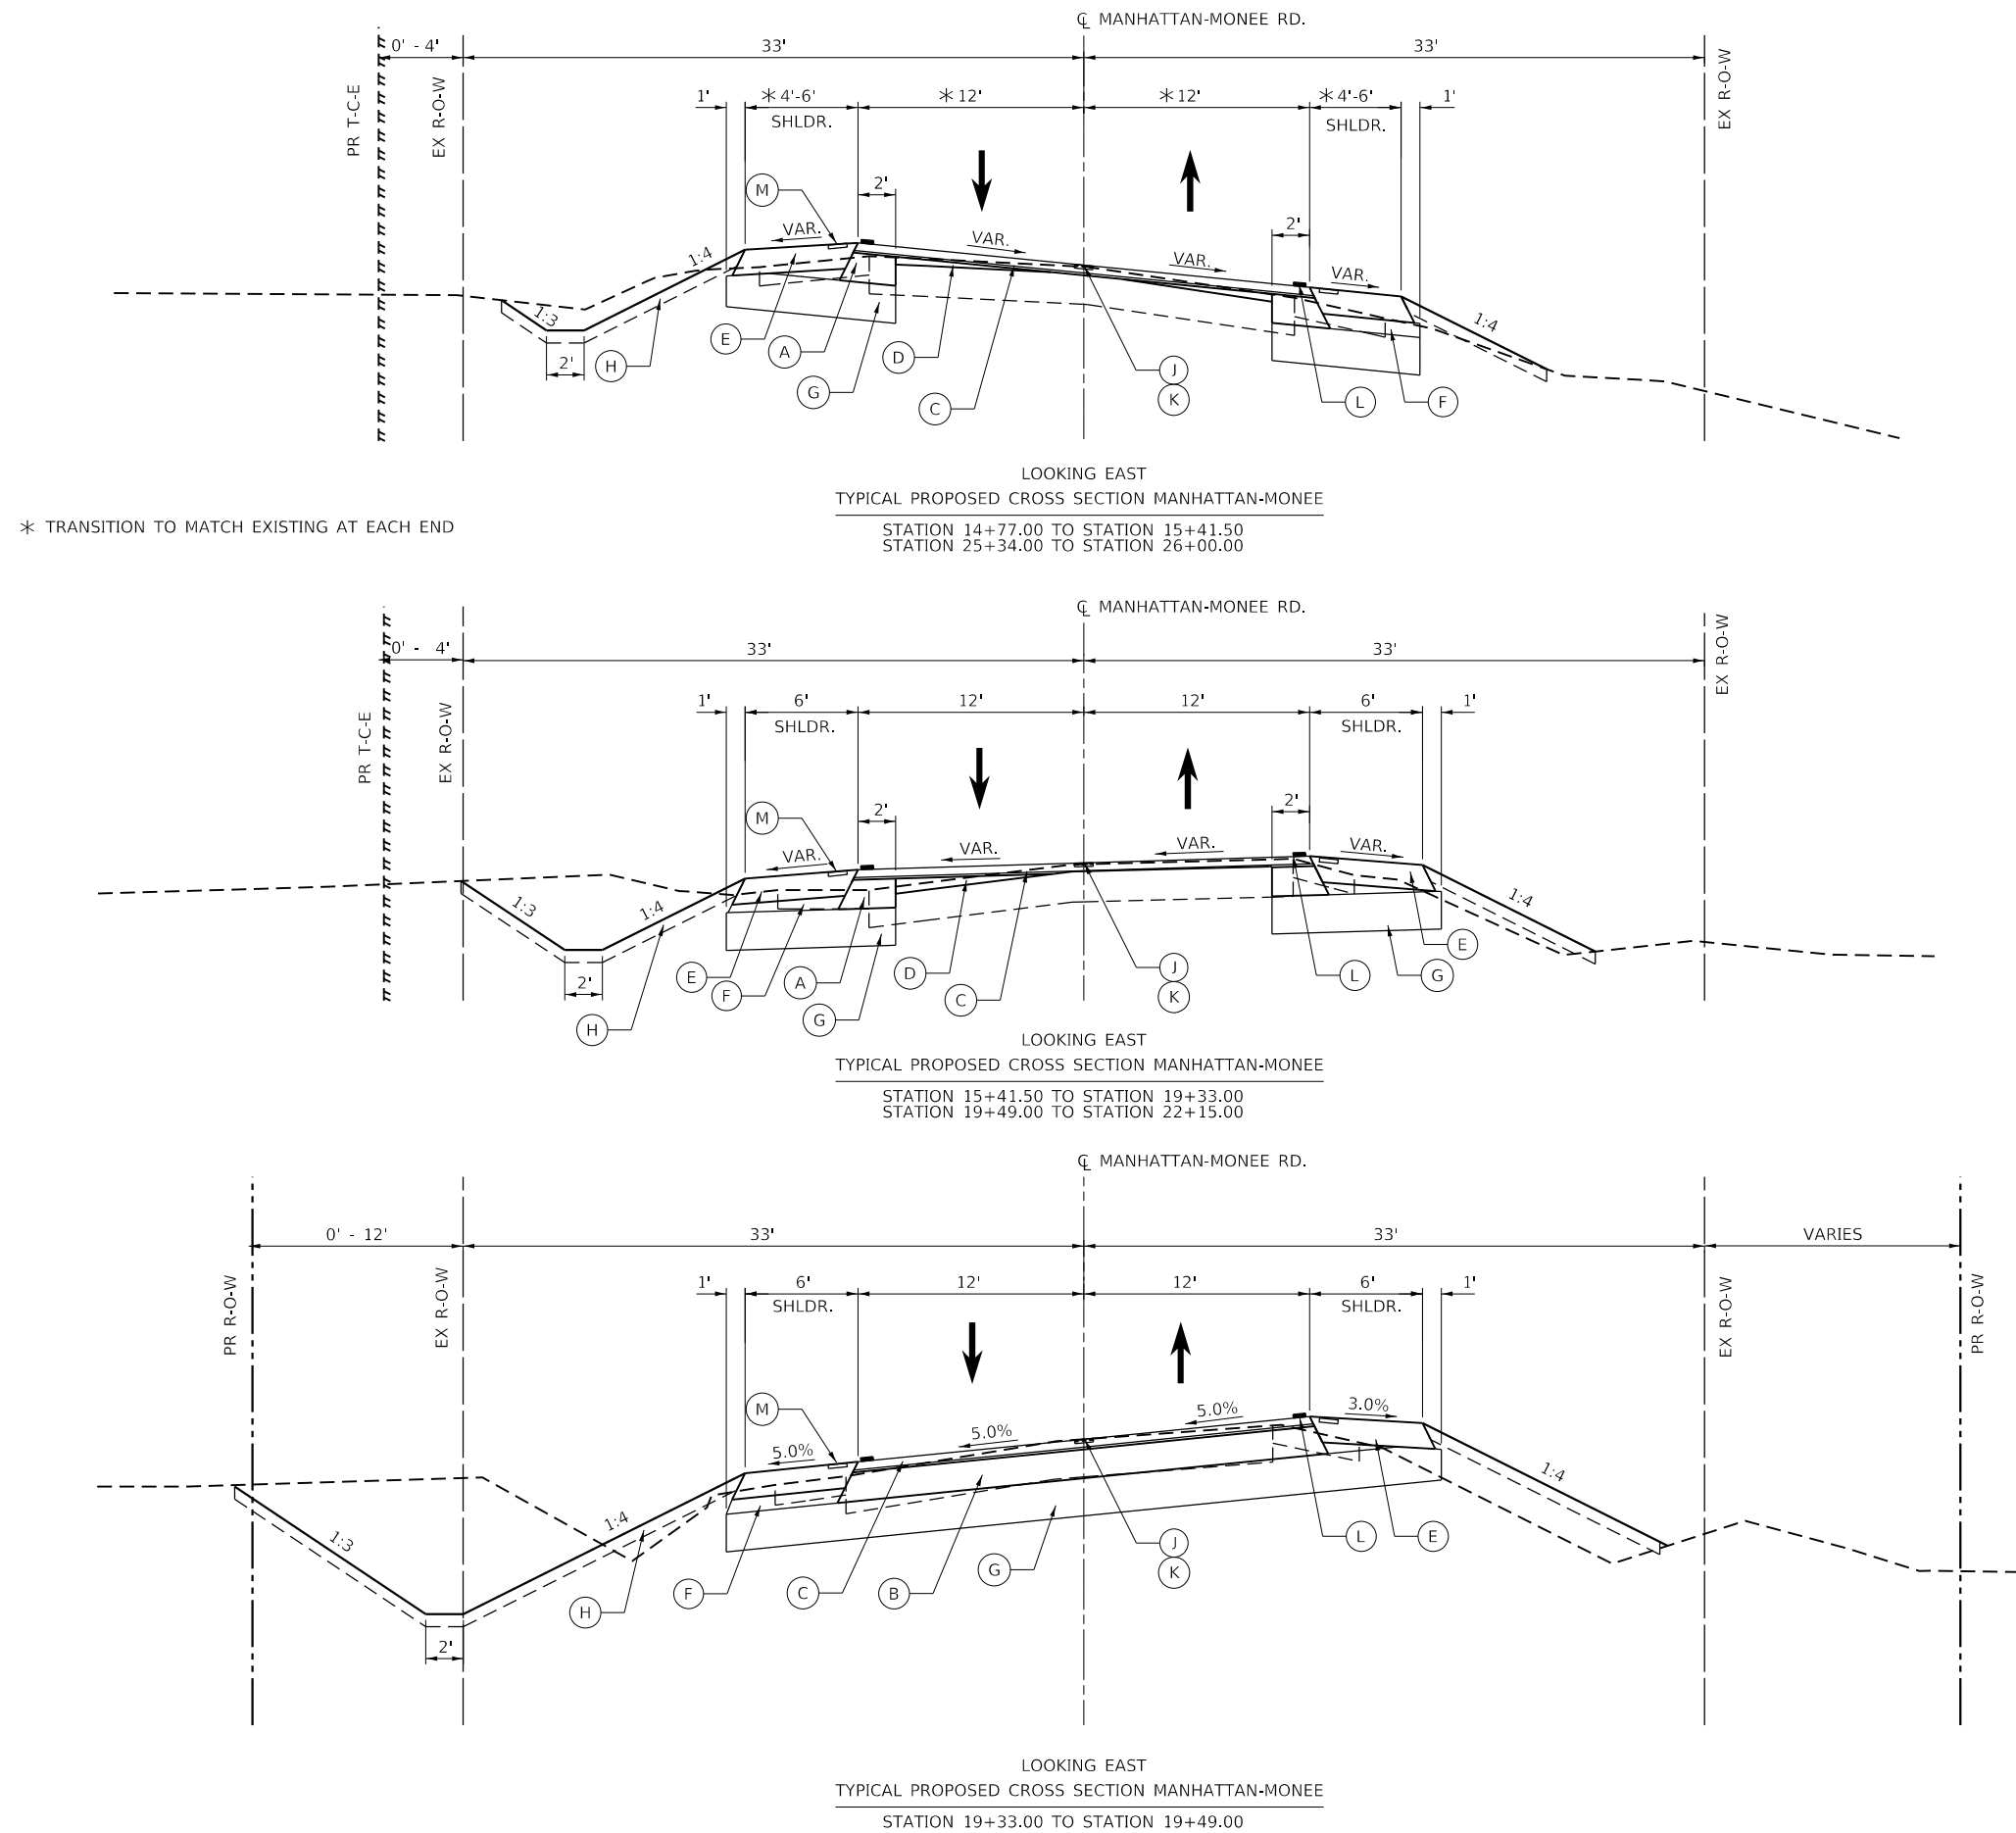 ℄ MANHATTAN-MONEE RD.
0' - 4'
33'
33'
PR T-C-E
EX R-O-W
EX R-O-W
1'
* 4'-6'
SHLDR.
* 12'
* 12'
* 4'-6'
SHLDR.
1'
M
2'
2'
VAR.
VAR.
VAR.
VAR.
1:4
1:3
1:4
2'
H
E
A
G
D
C
J
K
L
F
LOOKING EAST
TYPICAL PROPOSED CROSS SECTION MANHATTAN-MONEE
STATION 14+77.00 TO STATION 15+41.50
STATION 25+34.00 TO STATION 26+00.00
* TRANSITION TO MATCH EXISTING AT EACH END
℄ MANHATTAN-MONEE RD.
0' - 4'
33'
33'
PR T-C-E
EX R-O-W
EX R-O-W
1'
6'
SHLDR.
12'
12'
6'
SHLDR.
1'
M
2'
2'
VAR.
VAR.
VAR.
VAR.
1:3
1:4
1:4
2'
H
E
F
A
G
D
C
J
K
L
G
E
LOOKING EAST
TYPICAL PROPOSED CROSS SECTION MANHATTAN-MONEE
STATION 15+41.50 TO STATION 19+33.00
STATION 19+49.00 TO STATION 22+15.00
℄ MANHATTAN-MONEE RD.
0' - 12'
33'
33'
VARIES
PR R-O-W
EX R-O-W
EX R-O-W
PR R-O-W
1'
6'
SHLDR.
12'
12'
6'
SHLDR.
1'
M
5.0%
5.0%
5.0%
3.0%
1:3
1:4
1:4
2'
H
F
C
B
G
J
K
L
E
LOOKING EAST
TYPICAL PROPOSED CROSS SECTION MANHATTAN-MONEE
STATION 19+33.00 TO STATION 19+49.00